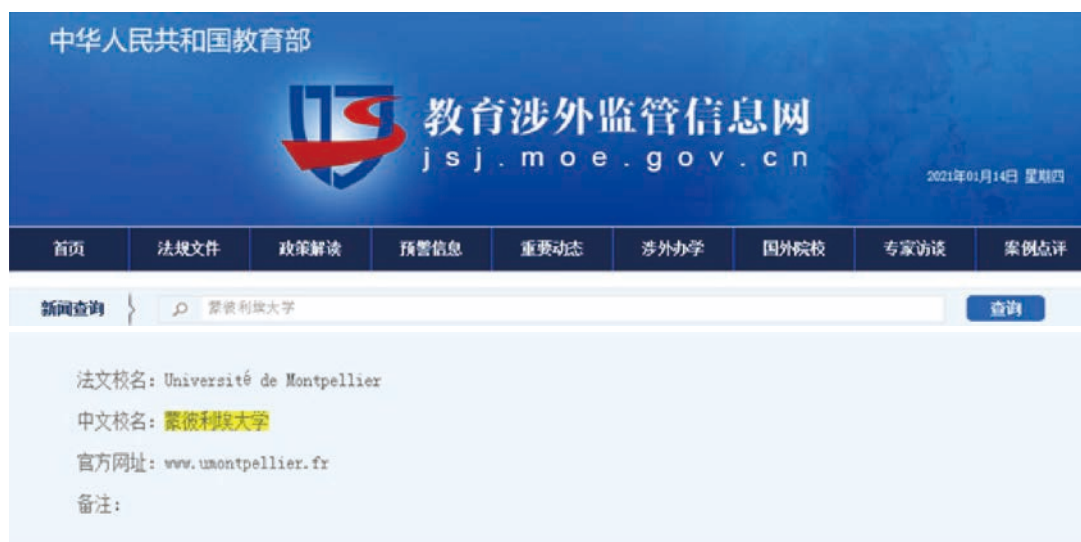 中华人民共和国教育部
教育涉外监管信息网
jsj.moe.gov.cn
2021年01月14日 星期四
首页 法规文件 政策解读 预警信息 重要动态 涉外办学 国外院校 专家访谈 案例点评
新闻查询 蒙彼利埃大学 查询
法文校名：Université de Montpellier
中文校名：蒙彼利埃大学
官方网址：www.umontpellier.fr
备注：